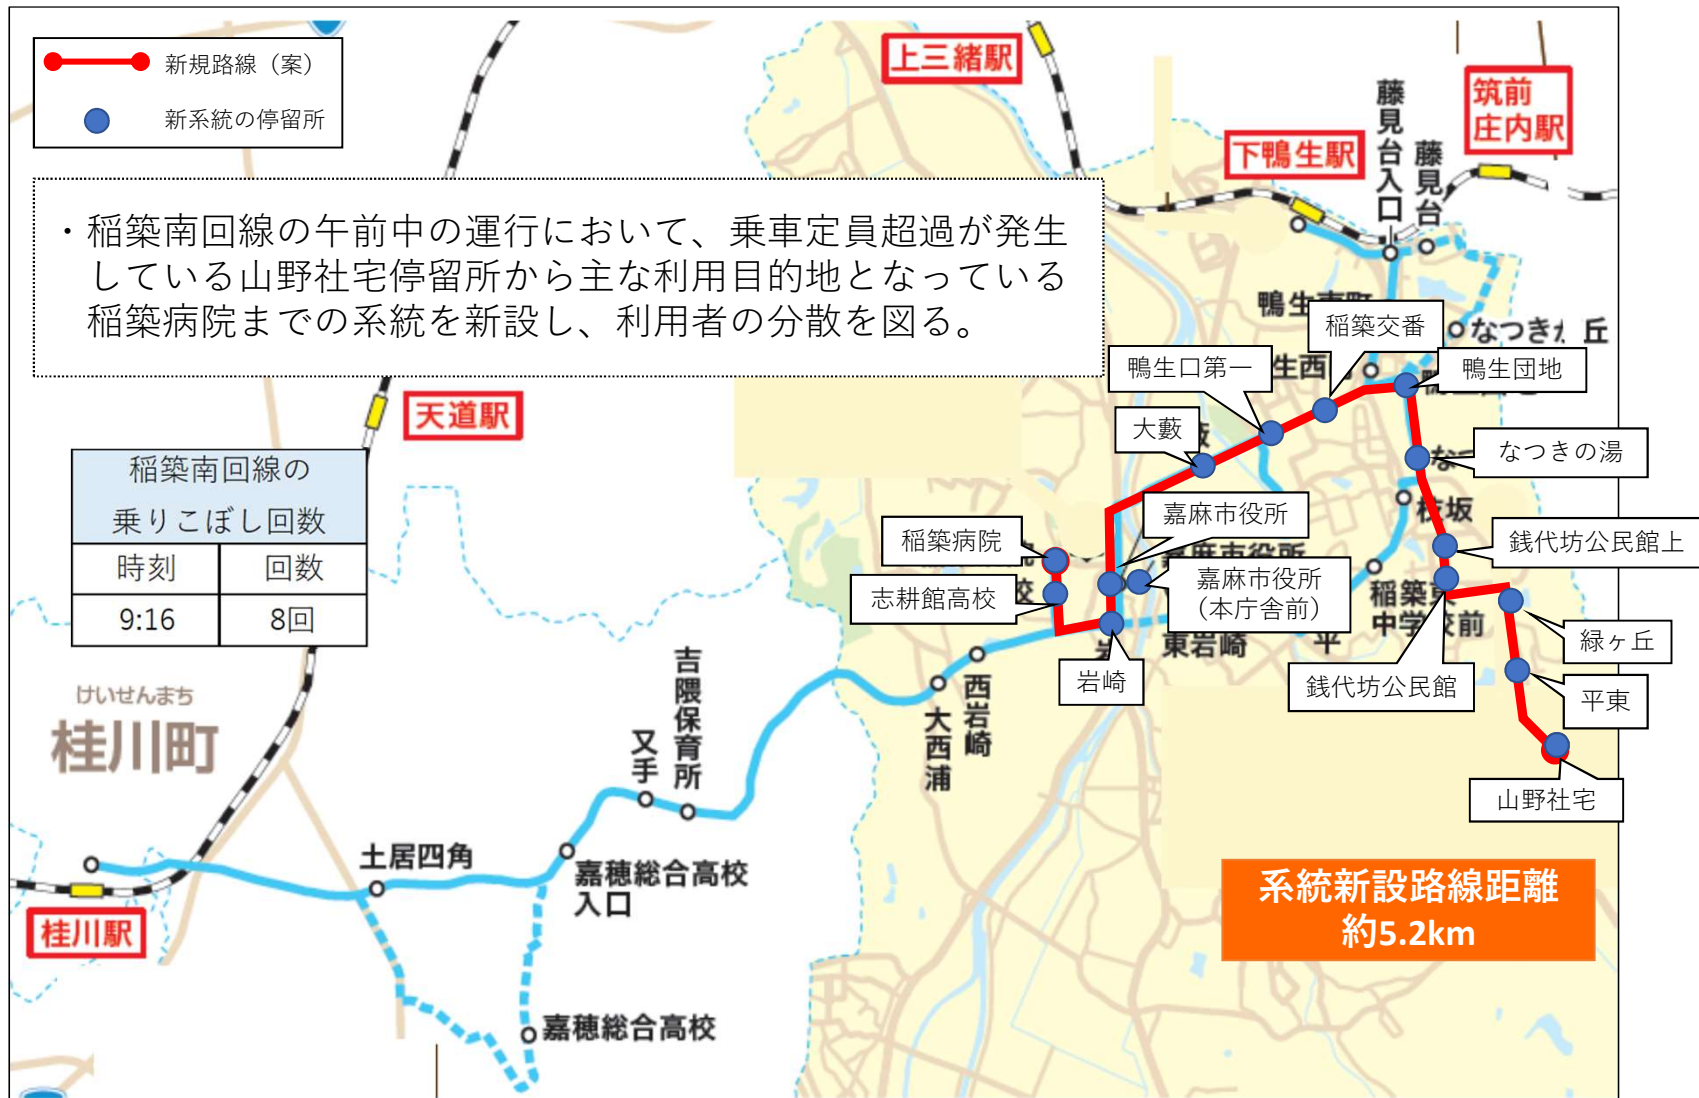 新規路線（案）
新系統の停留所
・稲築南回線の午前中の運行において、乗車定員超過が発生
している山野社宅停留所から主な利用目的地となっている
稲築病院までの系統を新設し、利用者の分散を図る。
上三緒駅
下鴨生駅
筑前
庄内駅
藤見台入口
藤見台
稲築交番
鴨生口第一
鴨生団地
大藪
なつきの湯
枝坂
天道駅
稲築南回線の
乗りこぼし回数
時刻 回数
9:16 8回
稲築病院
志耕館高校
嘉麻市役所
嘉麻市役所
（本庁舎前）
銭代坊公民館上
銭代坊公民館
緑ヶ丘
平東
山野社宅
岩崎
東岩崎
平
西岩崎
大西浦
吉隈保育所
又手
けいせんまち
桂川町
土居四角
嘉穂総合高校
入口
桂川駅
嘉穂総合高校
系統新設路線距離
約5.2km